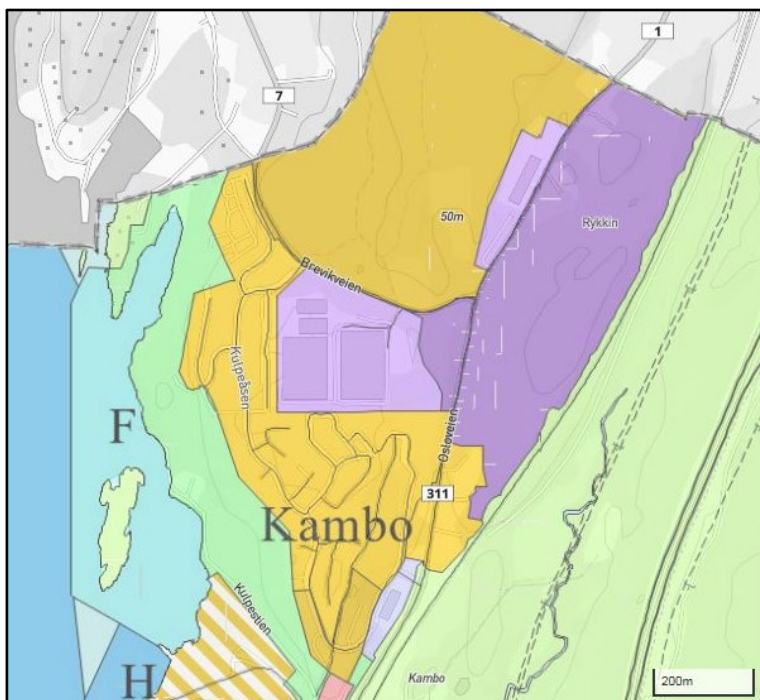 1
7
50m
Rykkin
Brevikveien
Kulpeåsen
F
Osloveien
311
Kambo
Kulpestien
H
Kambo
200m